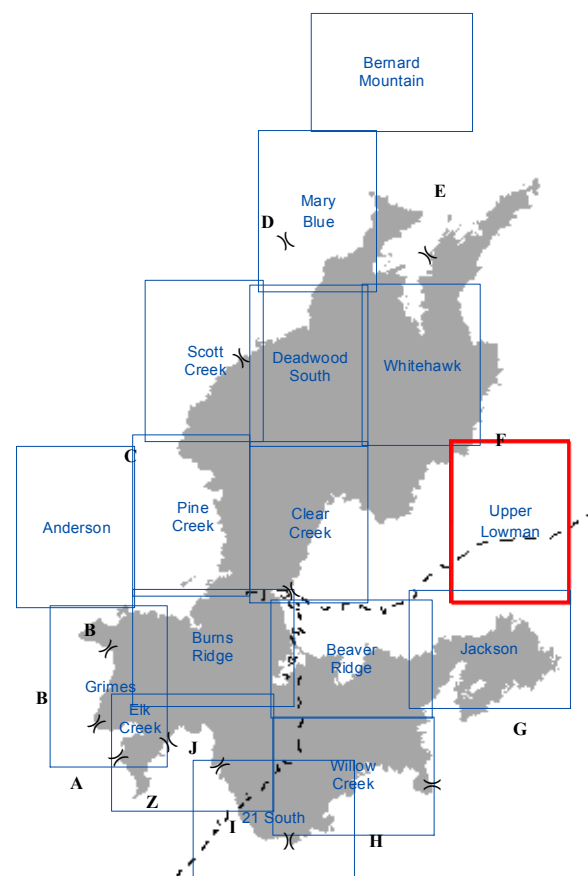 Bernard
Mountain
E
Mary
Blue
D
Scott
Creek
Deadwood
South
Whitehawk
F
C
Anderson
Pine
Creek
Clear
Creek
Upper
Lowman
B
Burns
Ridge
Beaver
Ridge
Jackson
B
Grimes
Elk
Creek
G
J
Willow
Creek
A
Z
I
21 South
H